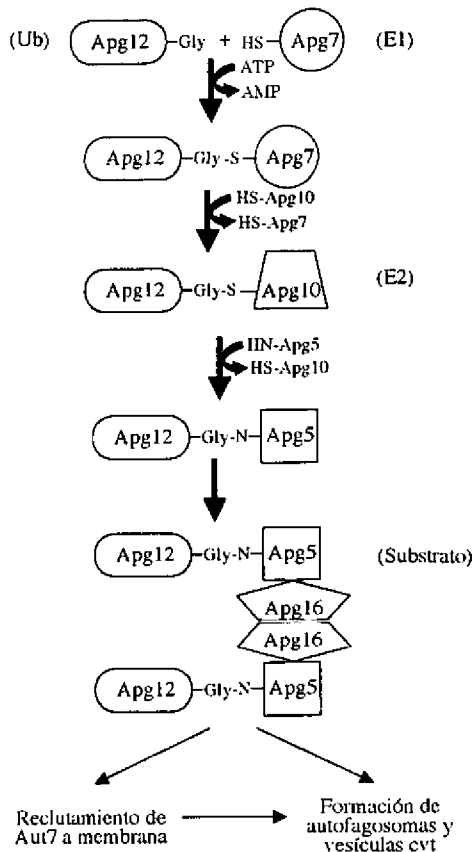 (Ub) Apg12 Gly + HS Apg7 (E1)
ATP
AMP
Apg12 Gly-S Apg7
HS-Apg10
HS-Apg7
Apg12 Gly-S Apg10 (E2)
HN-Apg5
HS-Apg10
Apg12 Gly-N Apg5
Apg12 Gly-N Apg5 (Substrato)
Apg16
Apg16
Apg12 Gly-N Apg5
Reclutamiento de
Aut7 a membrana
Formación de
autofagosomas y
vesículas cvt